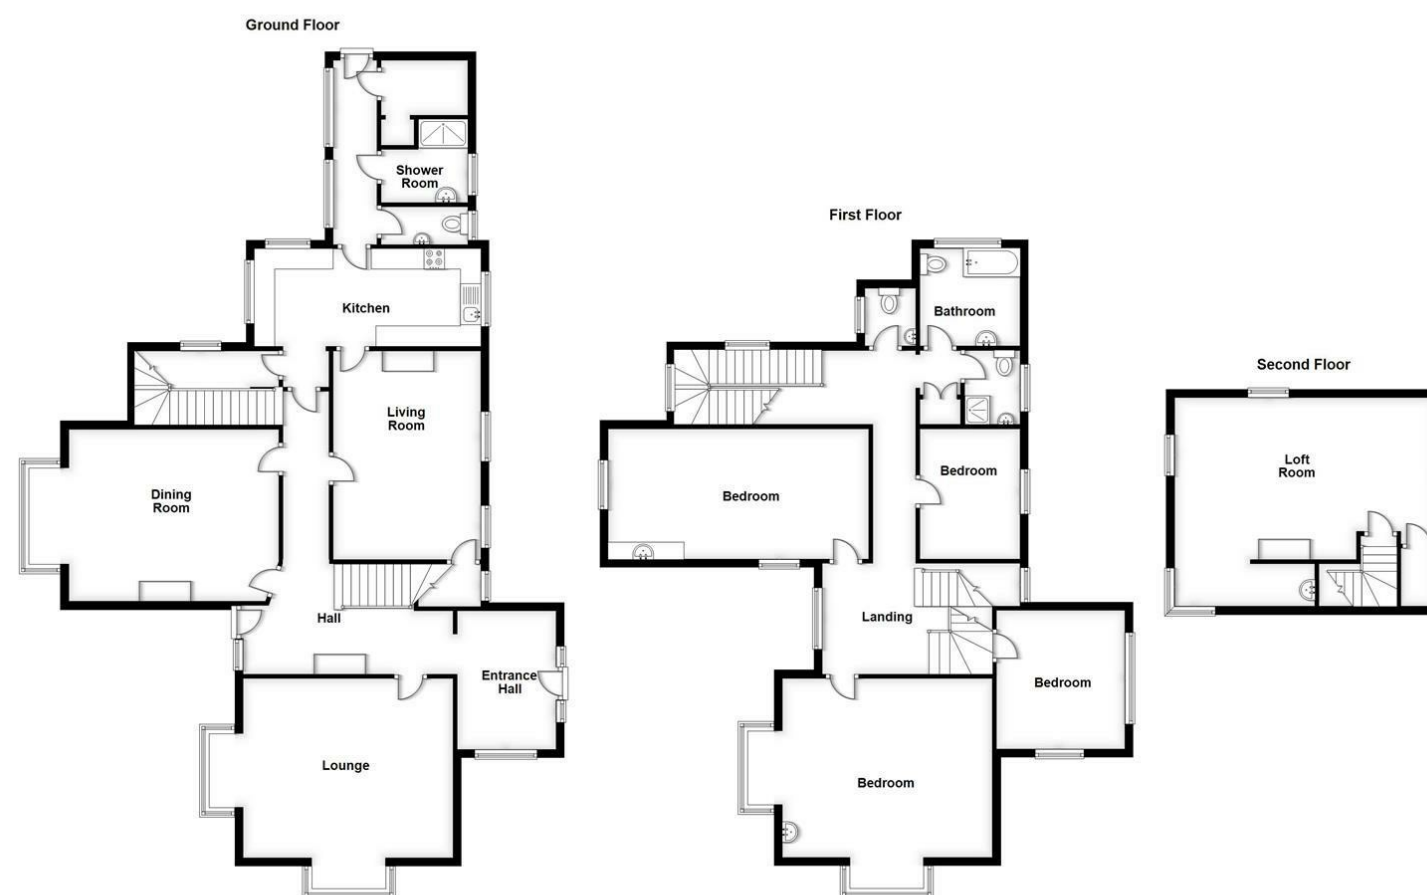 Ground Floor
Shower
Room
Kitchen
Living
Room
Dining
Room
Hall
Entrance
Hall
Lounge
First Floor
Bathroom
Bedroom
Bedroom
Landing
Bedroom
Bedroom
Second Floor
Loft
Room